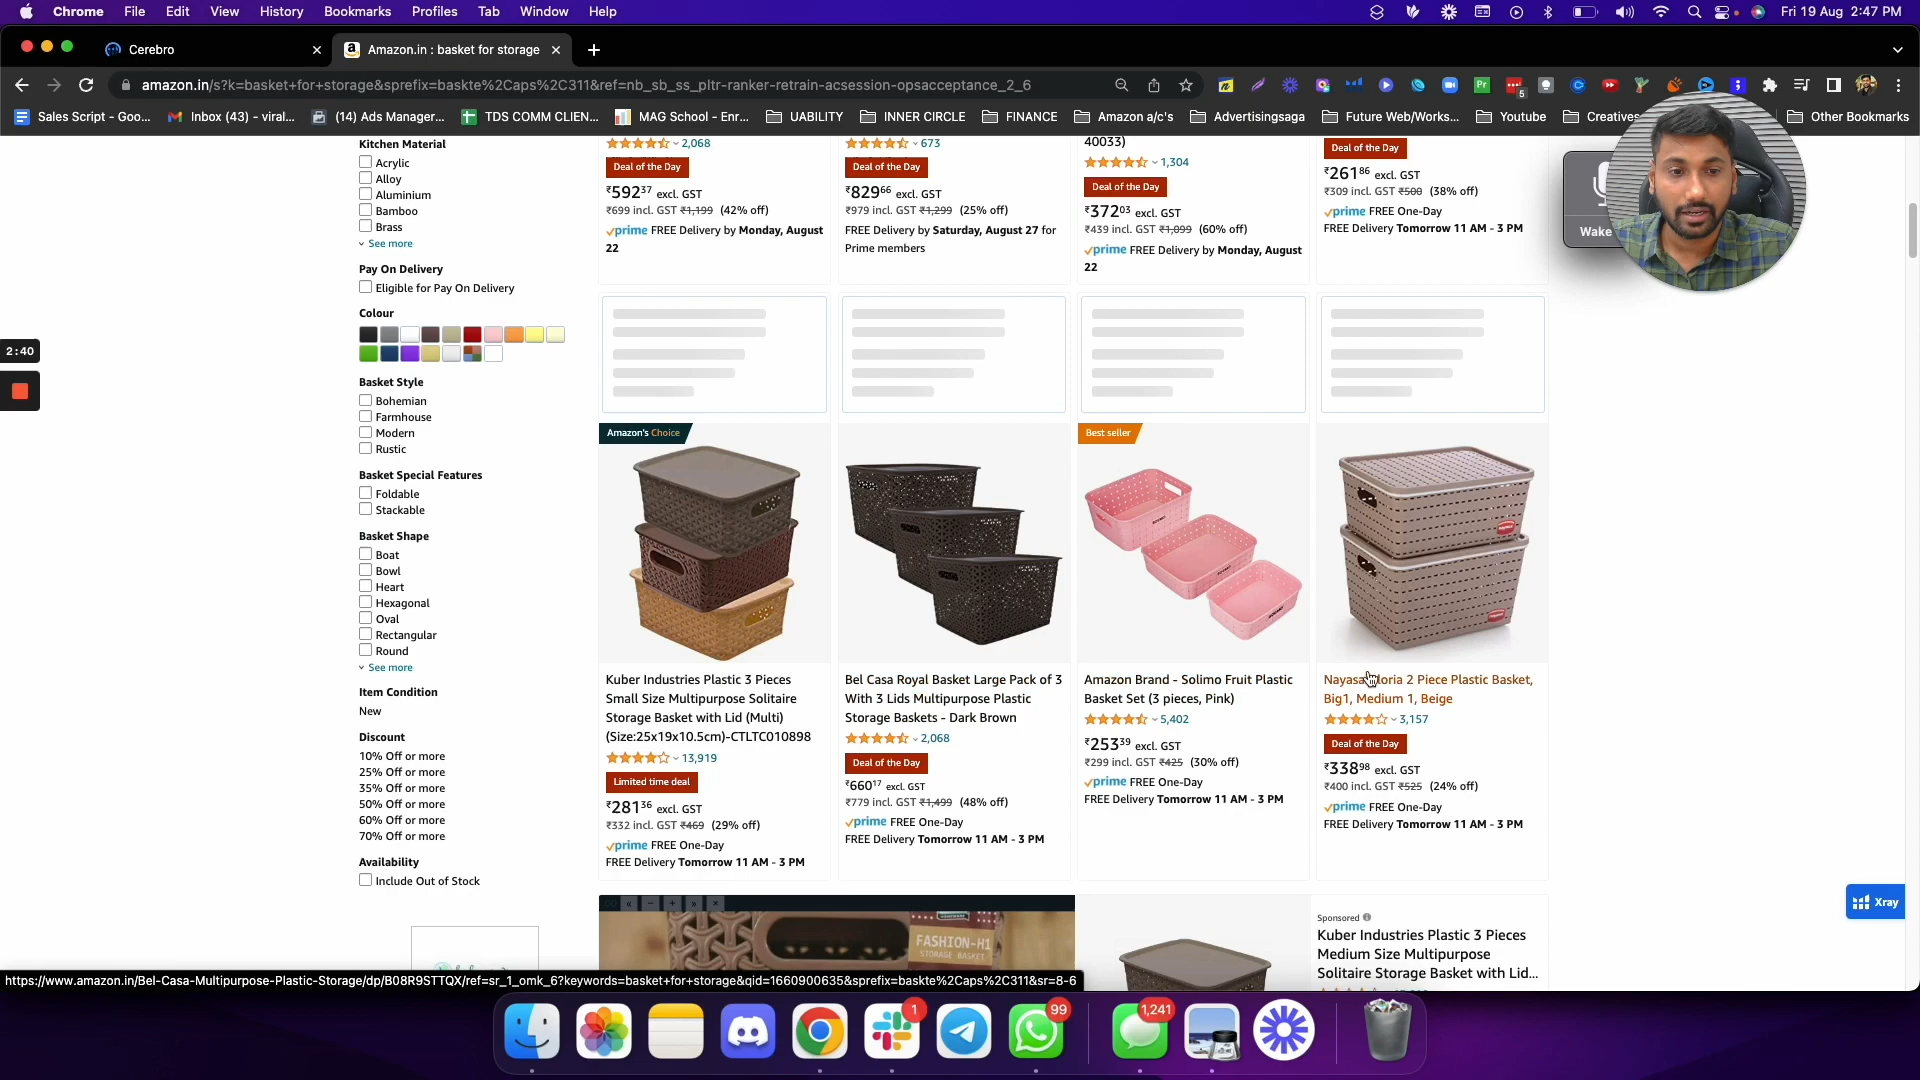 Chrome File Edit View History Bookmarks Profiles Tab Window Help
Fri 19 Aug 2:47 PM
Cerebro
Amazon.in : basket for storage
amazon.in/s?k=basket+for+storage&sprefix=baskte%2Caps%2C311&ref=nb_sb_ss_pltr-ranker-retrain-acsession-opsacceptance_2_6
Sales Script - Goo... Inbox (43) - viral... (14) Ads Manager... TDS COMM CLIEN... MAG School - Enr... UABILITY INNER CIRCLE FINANCE Amazon a/c's Advertisingsaga Future Web/Works... Youtube Creatives Other Bookmarks
Wake
2:40
Kitchen Material
Acrylic
Alloy
Aluminium
Bamboo
Brass
See more
Pay On Delivery
Eligible for Pay On Delivery
Colour
Basket Style
Bohemian
Farmhouse
Modern
Rustic
Basket Special Features
Foldable
Stackable
Basket Shape
Boat
Bowl
Heart
Hexagonal
Oval
Rectangular
Round
See more
Item Condition
New
Discount
10% Off or more
25% Off or more
35% Off or more
50% Off or more
60% Off or more
70% Off or more
Availability
Include Out of Stock
2,068
Deal of the Day
₹592³⁷ excl. GST
₹699 incl. GST ₹1,199 (42% off)
prime FREE Delivery by Monday, August
22
673
Deal of the Day
₹829⁶⁶ excl. GST
₹979 incl. GST ₹1,299 (25% off)
FREE Delivery by Saturday, August 27 for
Prime members
40033)
1,304
Deal of the Day
₹372⁰³ excl. GST
₹439 incl. GST ₹1,099 (60% off)
prime FREE Delivery by Monday, August
22
Deal of the Day
₹261⁸⁶ excl. GST
₹309 incl. GST ₹500 (38% off)
prime FREE One-Day
FREE Delivery Tomorrow 11 AM - 3 PM
Amazon's Choice
Kuber Industries Plastic 3 Pieces
Small Size Multipurpose Solitaire
Storage Basket with Lid (Multi)
(Size:25x19x10.5cm)-CTLTC010898
13,919
Limited time deal
₹281³⁶ excl. GST
₹332 incl. GST ₹469 (29% off)
prime FREE One-Day
FREE Delivery Tomorrow 11 AM - 3 PM
Bel Casa Royal Basket Large Pack of 3
With 3 Lids Multipurpose Plastic
Storage Baskets - Dark Brown
2,068
Deal of the Day
₹660¹⁷ excl. GST
₹779 incl. GST ₹1,499 (48% off)
prime FREE One-Day
FREE Delivery Tomorrow 11 AM - 3 PM
Best seller
Amazon Brand - Solimo Fruit Plastic
Basket Set (3 pieces, Pink)
5,402
₹253³⁹ excl. GST
₹299 incl. GST ₹425 (30% off)
prime FREE One-Day
FREE Delivery Tomorrow 11 AM - 3 PM
2 Piece Plastic Basket,
Big1, Medium 1, Beige
3,157
Deal of the Day
₹338⁹⁸ excl. GST
₹400 incl. GST ₹525 (24% off)
prime FREE One-Day
FREE Delivery Tomorrow 11 AM - 3 PM
FASHION-H1
STORAGE BASKET
Sponsored
Kuber Industries Plastic 3 Pieces
Medium Size Multipurpose
Solitaire Storage Basket with Lid...
Xray
https://www.amazon.in/Bel-Casa-Multipurpose-Plastic-Storage/dp/B08R9STTQX/ref=sr_1_omk_6?keywords=basket+for+storage&qid=1660900635&sprefix=baskte%2Caps%2C311&sr=8-6
1
99
1,241